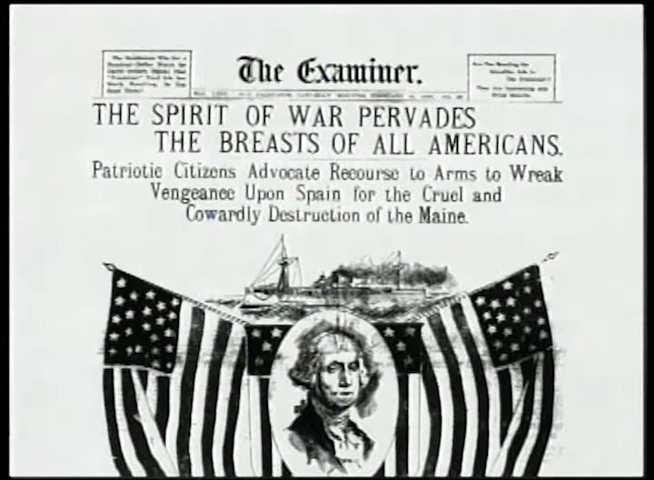 The Examiner.
THE SPIRIT OF WAR PERVADES
THE BREASTS OF ALL AMERICANS.
Patriotic Citizens Advocate Recourse to Arms to Wreak
Vengeance Upon Spain for the Cruel and
Cowardly Destruction of the Maine.